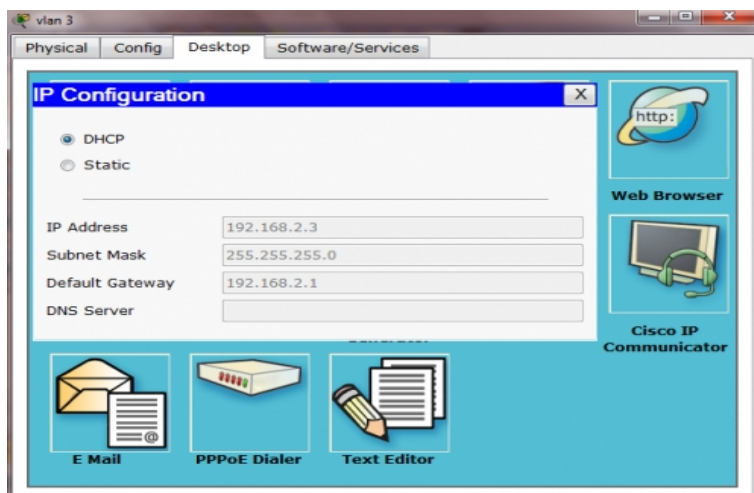 vlan 3
Physical Config Desktop Software/Services
IP Configuration X
DHCP
Static
IP Address 192.168.2.3
Subnet Mask 255.255.255.0
Default Gateway 192.168.2.1
DNS Server
http:
Web Browser
Cisco IP
Communicator
@
E Mail PPPoE Dialer Text Editor